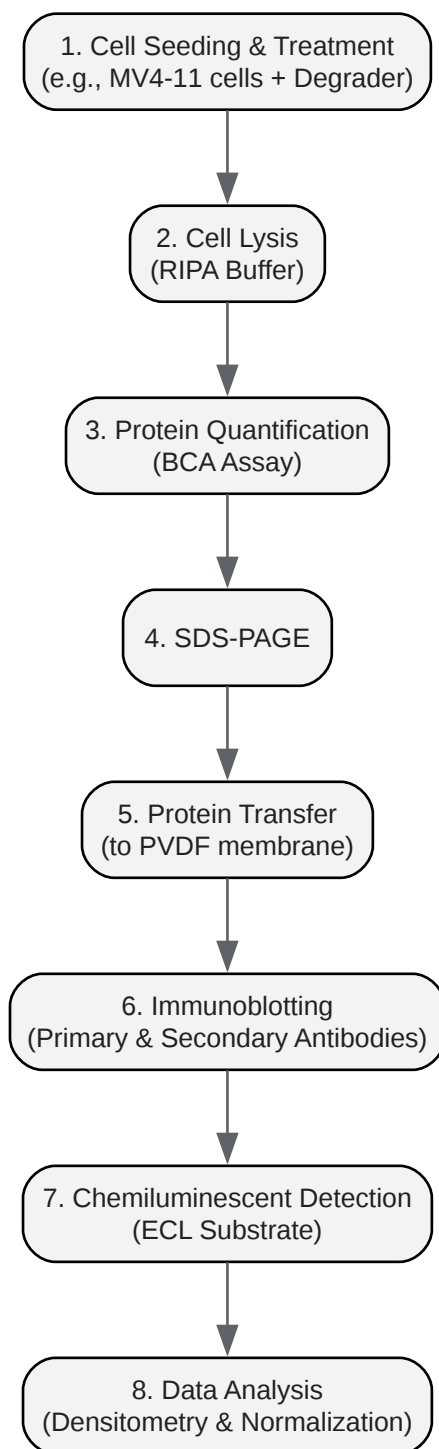 1. Cell Seeding & Treatment
(e.g., MV4-11 cells + Degrader)
2. Cell Lysis
(RIPA Buffer)
3. Protein Quantification
(BCA Assay)
4. SDS-PAGE
5. Protein Transfer
(to PVDF membrane)
6. Immunoblotting
(Primary & Secondary Antibodies)
7. Chemiluminescent Detection
(ECL Substrate)
8. Data Analysis
(Densitometry & Normalization)